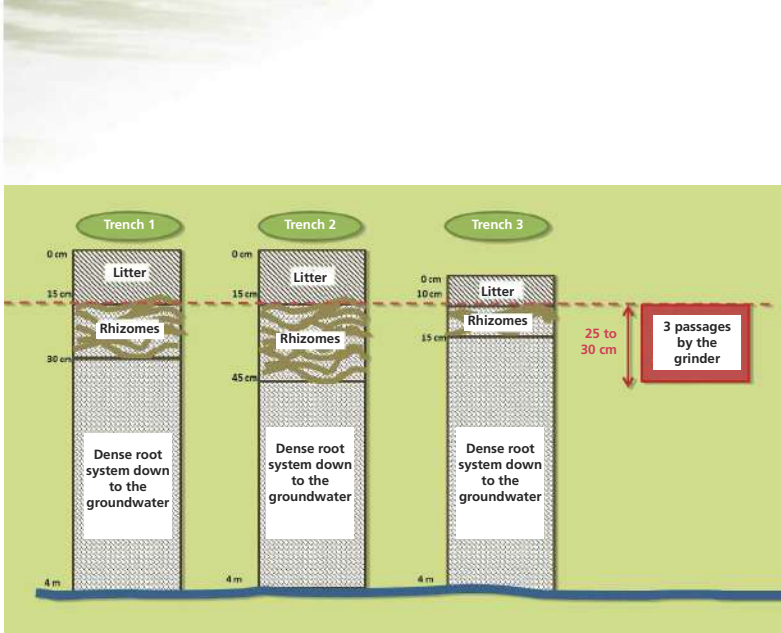 Trench 1
Trench 2
Trench 3
0 cm
Litter
15 cm
Rhizomes
30 cm
Dense root
system down
to the
groundwater
4 m
0 cm
Litter
15 cm
Rhizomes
45 cm
Dense root
system down
to the
groundwater
4 m
0 cm
Litter
10 cm
Rhizomes
15 cm
Dense root
system down
to the
groundwater
4 m
25 to
30 cm
3 passages
by the
grinder